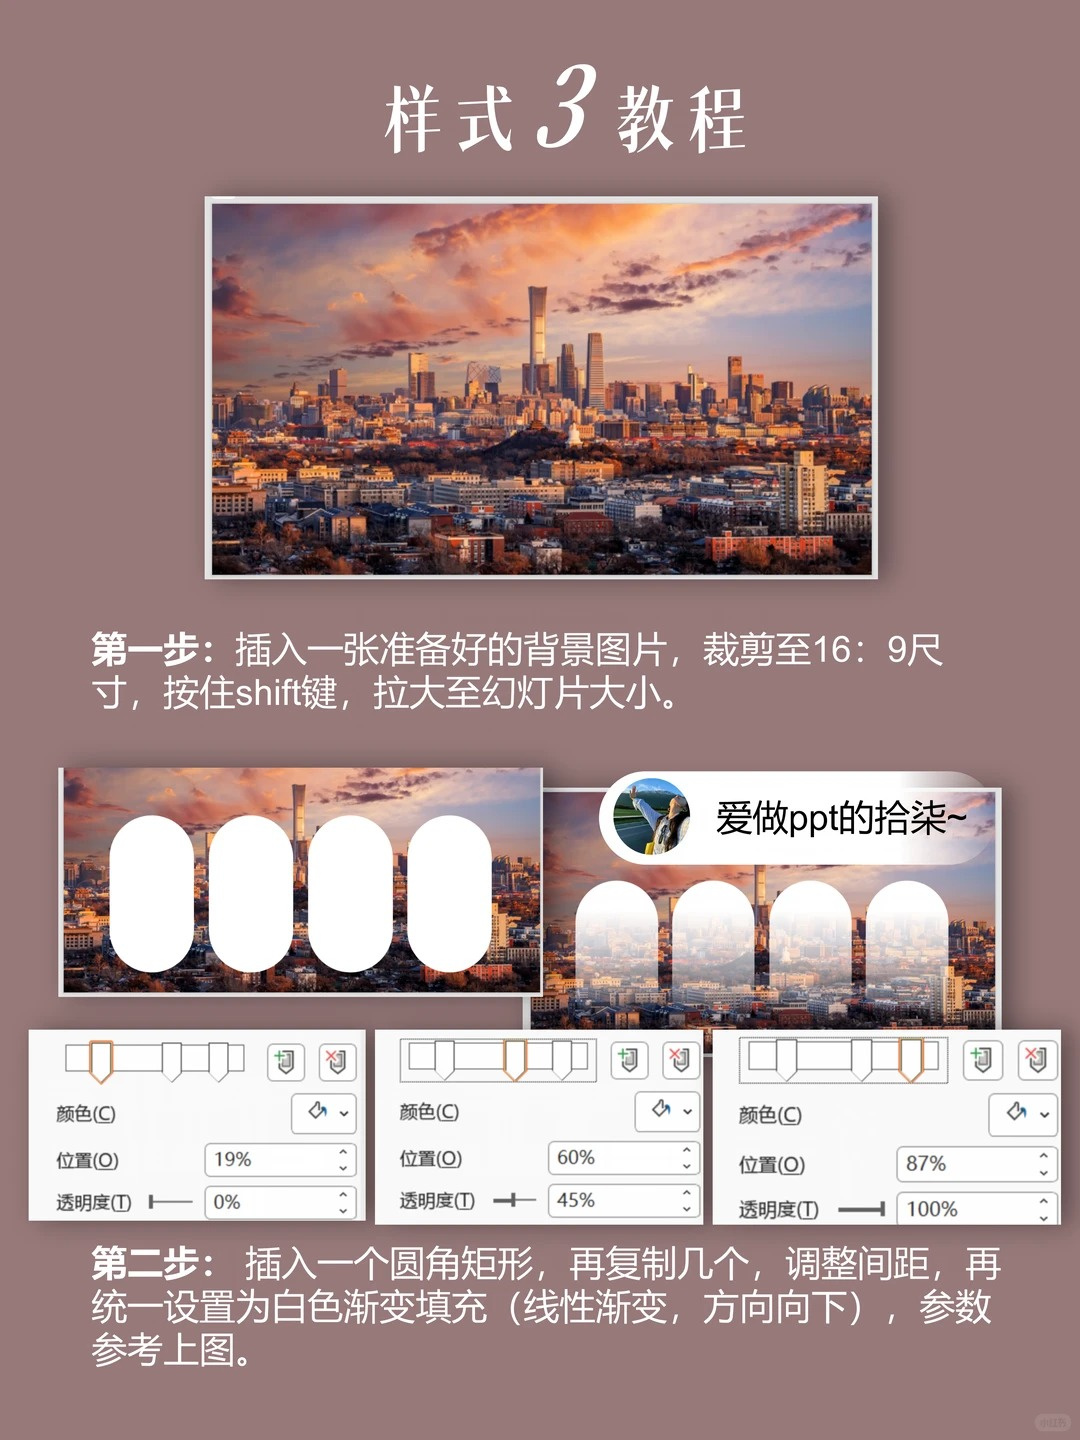 样式3教程
第一步：插入一张准备好的背景图片，裁剪至16：9尺
寸，按住shift键，拉大至幻灯片大小。
爱做ppt的拾柒~
颜色(C)
位置(O) 19%
透明度(T) 0%
颜色(C)
位置(O) 60%
透明度(T) 45%
颜色(C)
位置(O) 87%
透明度(T) 100%
第二步： 插入一个圆角矩形，再复制几个，调整间距，再
统一设置为白色渐变填充（线性渐变，方向向下），参数
参考上图。
小红书